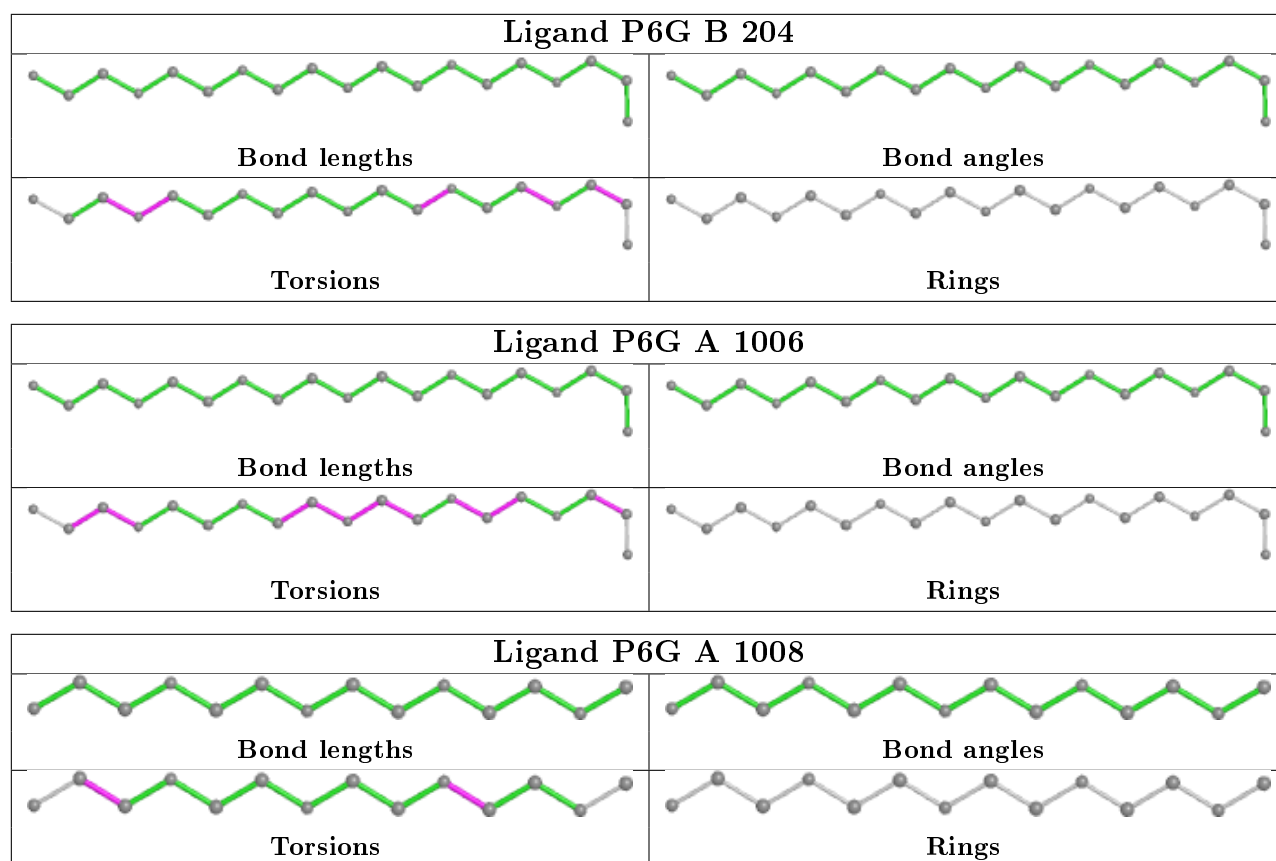 Ligand P6G B 204
Bond lengths Bond angles
Torsions Rings
Ligand P6G A 1006
Bond lengths Bond angles
Torsions Rings
Ligand P6G A 1008
Bond lengths Bond angles
Torsions Rings